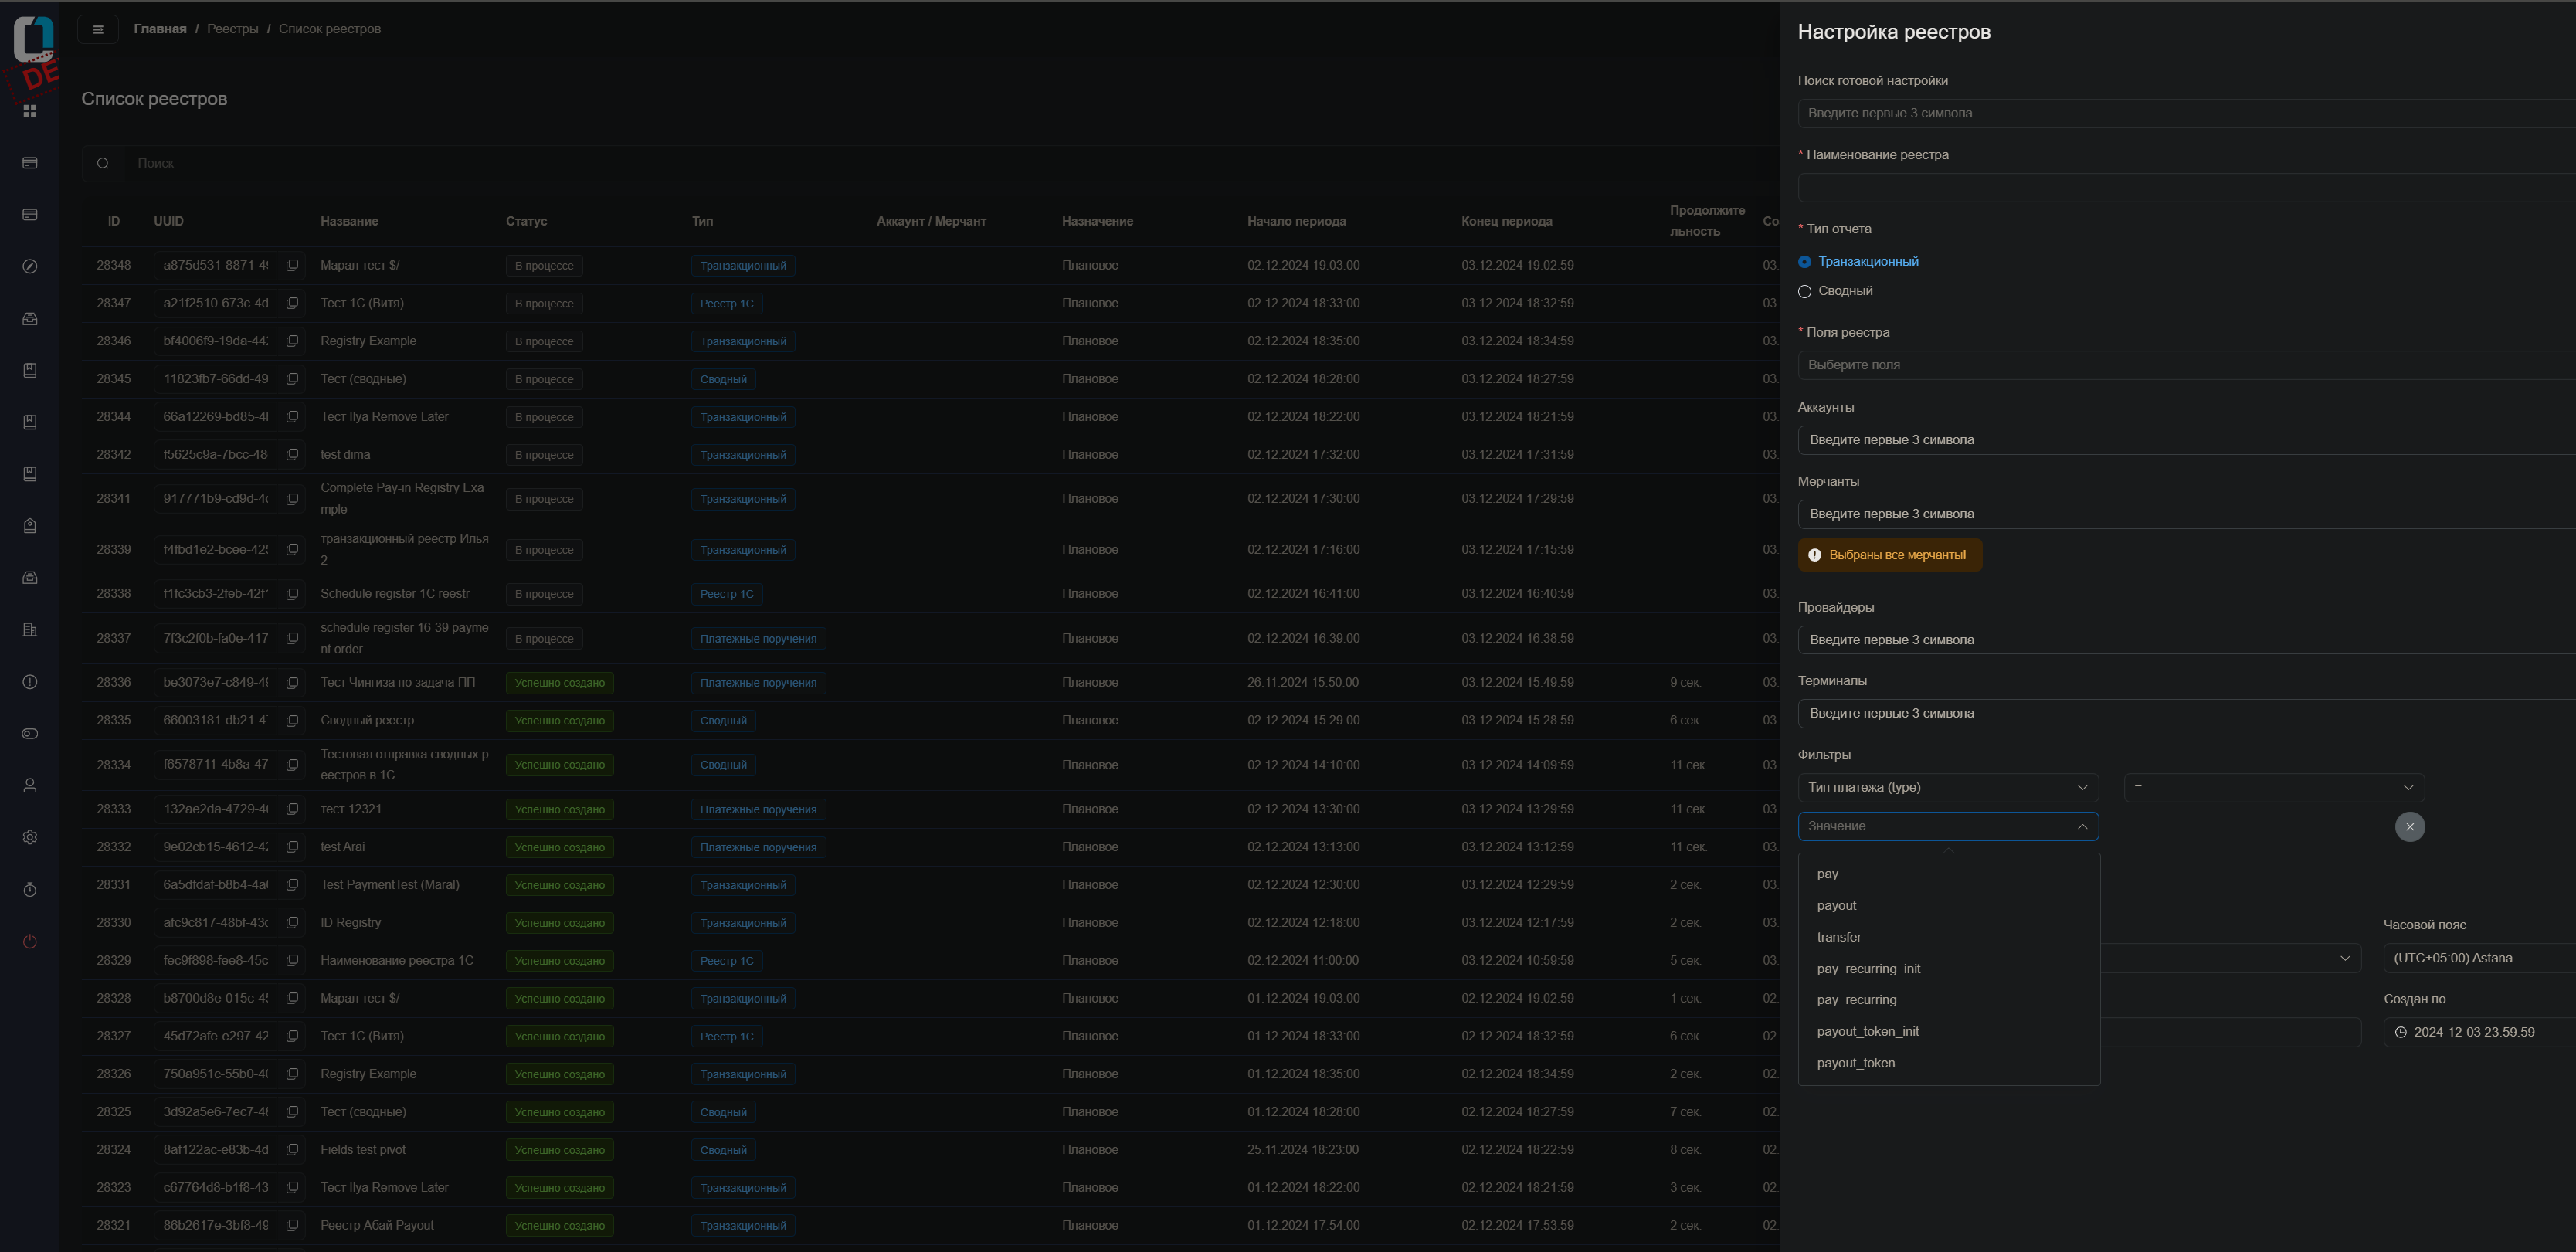 Главная / Реестры / Список реестров
Список реестров
Поиск
ID UUID Название Статус Тип Аккаунт / Мерчант Назначение Начало периода Конец периода Продолжите
льность
28348 a875d531-8871- Марал тест $/ В процессе Транзакционный Плановое 02.12.2024 19:03:00 03.12.2024 19:02:59 03.
28347 a21f2510-673c-4d Тест 1С (Витя) В процессе Реестр 1С Плановое 02.12.2024 18:33:00 03.12.2024 18:32:59 03.
28346 bf4006f9-19da-44 Registry Example В процессе Транзакционный Плановое 02.12.2024 18:35:00 03.12.2024 18:34:59 03.
28345 11823fb7-66dd-49 Тест (сводные) В процессе Сводный Плановое 02.12.2024 18:28:00 03.12.2024 18:27:59 03.
28344 66a12269-bd85-4 Тест Ilya Remove Later В процессе Транзакционный Плановое 02.12.2024 18:22:00 03.12.2024 18:21:59 03.
28342 f5625c9a-7bcc-48 test dima В процессе Транзакционный Плановое 02.12.2024 17:32:00 03.12.2024 17:31:59 03.
28341 917771b9-cd9d-4 Complete Pay-in Registry Exa
mple В процессе Транзакционный Плановое 02.12.2024 17:30:00 03.12.2024 17:29:59 03.
28339 f4fbd1e2-bcee-42 транзакционный реестр Илья
2 В процессе Транзакционный Плановое 02.12.2024 17:16:00 03.12.2024 17:15:59 03.
28338 f1fc3cb3-2feb-42f Schedule register 1C reestr В процессе Реестр 1С Плановое 02.12.2024 16:41:00 03.12.2024 16:40:59 03.
28337 7f3c2f0b-fa0e-417 schedule register 16-39 payme
nt order В процессе Платежные поручения Плановое 02.12.2024 16:39:00 03.12.2024 16:38:59 03.
28336 be3073e7-c849-4 Тест Чингиза по задача ПП Успешно создано Платежные поручения Плановое 26.11.2024 15:50:00 03.12.2024 15:49:59 9 сек. 03.
28335 66003181-db21-4 Сводный реестр Успешно создано Сводный Плановое 02.12.2024 15:29:00 03.12.2024 15:28:59 6 сек. 03.
28334 f6578711-4b8a-47 Тестовая отправка сводных р
еестров в 1С Успешно создано Сводный Плановое 02.12.2024 14:10:00 03.12.2024 14:09:59 11 сек. 03.
28333 132ae2da-4729-4 тест 12321 Успешно создано Платежные поручения Плановое 02.12.2024 13:30:00 03.12.2024 13:29:59 11 сек. 03.
28332 9e02cb15-4612-4 test Arai Успешно создано Платежные поручения Плановое 02.12.2024 13:13:00 03.12.2024 13:12:59 11 сек. 03.
28331 6a5dfdaf-b8b4-4a Test PaymentTest (Maral) Успешно создано Транзакционный Плановое 02.12.2024 12:30:00 03.12.2024 12:29:59 2 сек. 03.
28330 afc9c817-48bf-43 ID Registry Успешно создано Транзакционный Плановое 02.12.2024 12:18:00 03.12.2024 12:17:59 2 сек. 03.
28329 fec9f898-fee8-45c Наименование реестра 1С Успешно создано Реестр 1С Плановое 02.12.2024 11:00:00 03.12.2024 10:59:59 5 сек. 03.
28328 b8700d8e-015c-4 Марал тест $/ Успешно создано Транзакционный Плановое 01.12.2024 19:03:00 02.12.2024 19:02:59 1 сек. 02.
28327 45d72afe-e297-42 Тест 1С (Витя) Успешно создано Реестр 1С Плановое 01.12.2024 18:33:00 02.12.2024 18:32:59 6 сек. 02.
28326 750a951c-55b0-4 Registry Example Успешно создано Транзакционный Плановое 01.12.2024 18:35:00 02.12.2024 18:34:59 2 сек. 02.
28325 3d92a5e6-7ec7-4 Тест (сводные) Успешно создано Сводный Плановое 01.12.2024 18:28:00 02.12.2024 18:27:59 7 сек. 02.
28324 8af122ac-e83b-4d Fields test pivot Успешно создано Сводный Плановое 25.11.2024 18:23:00 02.12.2024 18:22:59 8 сек. 02.
28323 c67764d8-b1f8-43 Тест Ilya Remove Later Успешно создано Транзакционный Плановое 01.12.2024 18:22:00 02.12.2024 18:21:59 3 сек. 02.
28321 86b2617e-3bf8-49 Реестр Абай Payout Успешно создано Транзакционный Плановое 01.12.2024 17:54:00 02.12.2024 17:53:59 2 сек. 02.
Настройка реестров
Поиск готовой настройки
Введите первые 3 символа
* Наименование реестра
* Тип отчета
Транзакционный
Сводный
* Поля реестра
Выберите поля
Аккаунты
Введите первые 3 символа
Мерчанты
Введите первые 3 символа
Выбраны все мерчанты!
Провайдеры
Введите первые 3 символа
Терминалы
Введите первые 3 символа
Фильтры
Тип платежа (type) =
Значение
pay
payout
transfer
pay_recurring_init
pay_recurring
payout_token_init
payout_token
Часовой пояс
(UTC+05:00) Astana
Создан по
2024-12-03 23:59:59